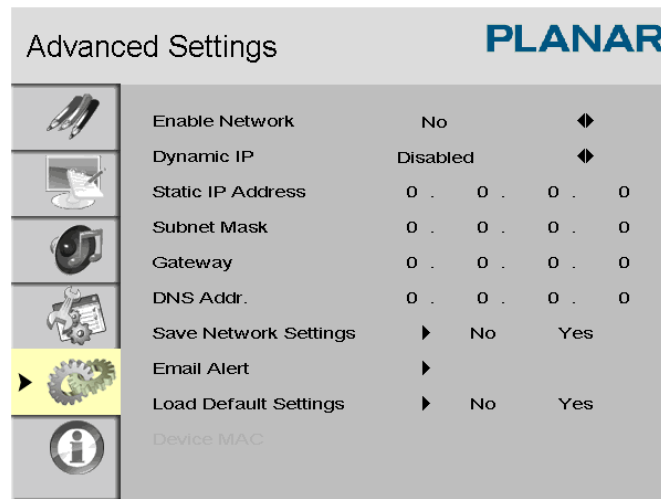 Advanced Settings PLANAR
Enable Network No
Dynamic IP Disabled
Static IP Address 0 . 0 . 0 . 0
Subnet Mask 0 . 0 . 0 . 0
Gateway 0 . 0 . 0 . 0
DNS Addr. 0 . 0 . 0 . 0
Save Network Settings No Yes
Email Alert
Load Default Settings No Yes
Device MAC